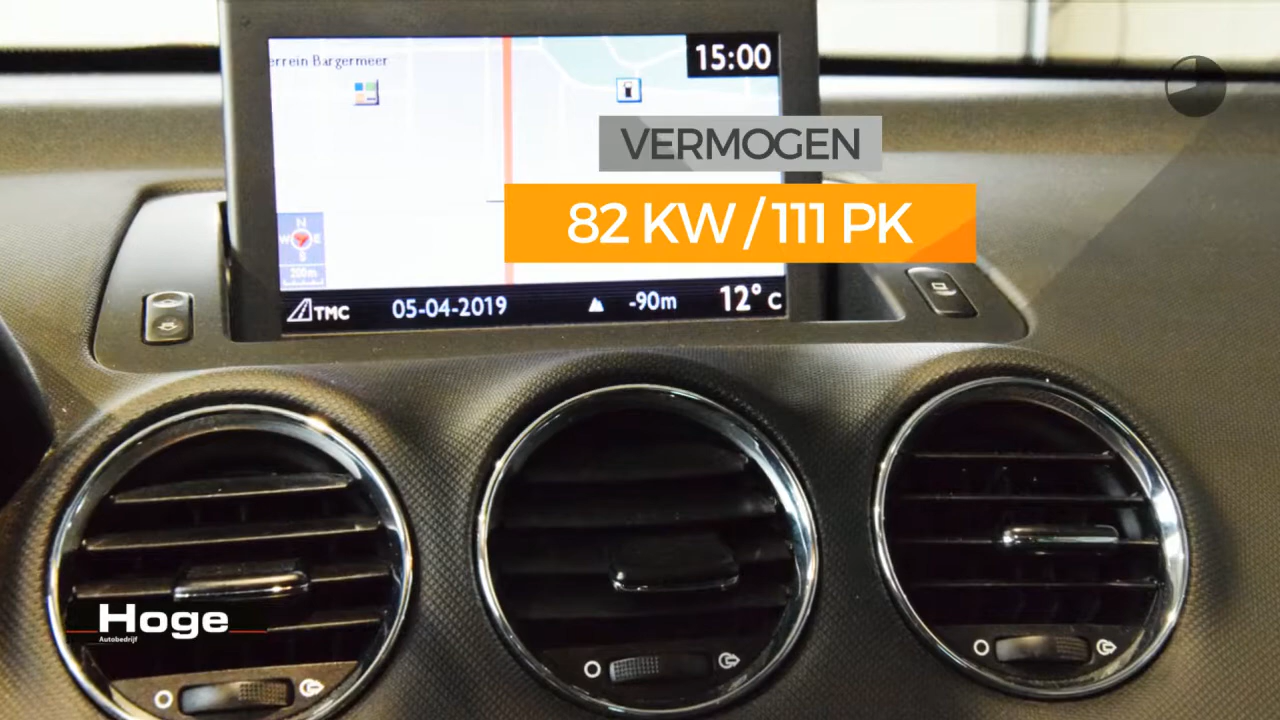 errein Bargermeer
15:00
VERMOGEN
82 KW / 111 PK
N
W E
S
200m
TMC 05-04-2019 -90m 12° C
Hoge
Autobedrijf